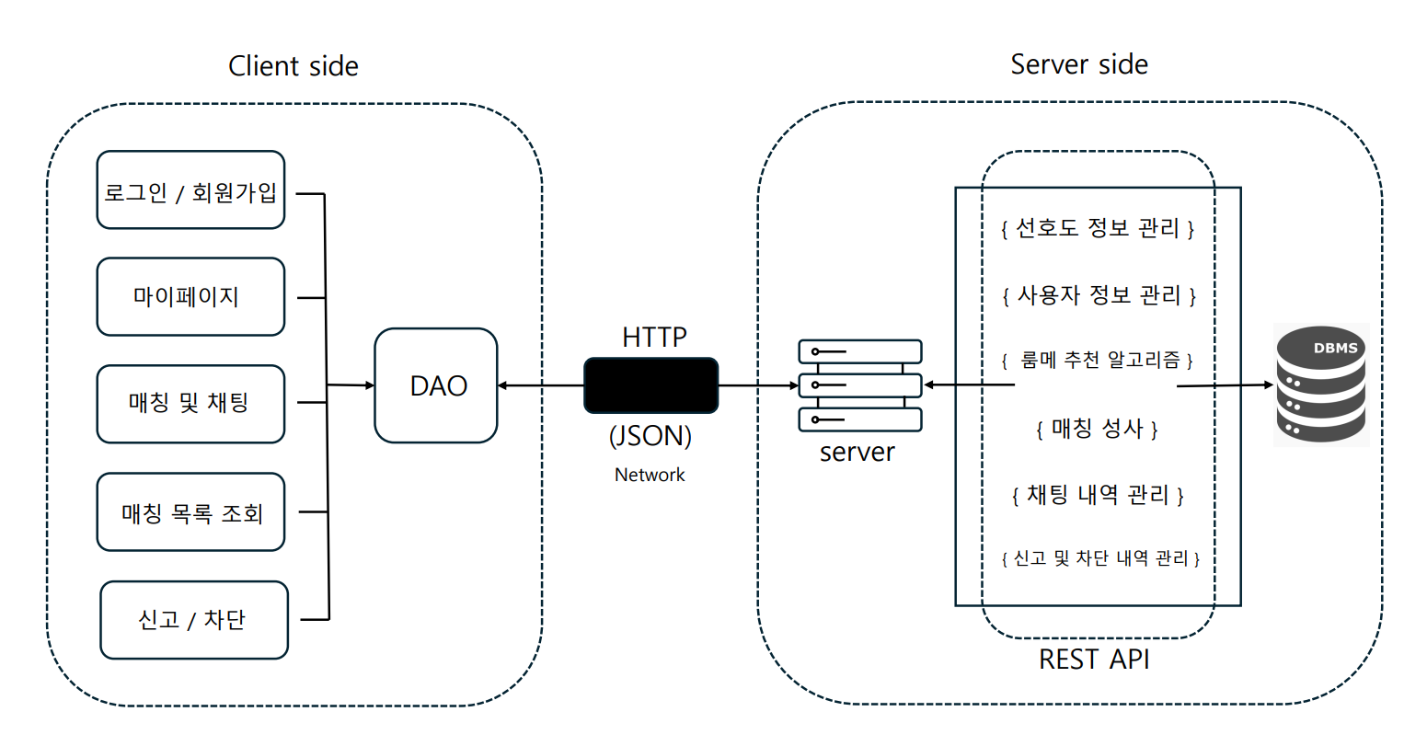 Client side
로그인 / 회원가입
마이페이지
매칭 및 채팅
매칭 목록 조회
신고 / 차단
DAO
HTTP
(JSON)
Network
Server side
server
{ 선호도 정보 관리 }
{ 사용자 정보 관리 }
{ 룸메 추천 알고리즘 }
{ 매칭 성사 }
{ 채팅 내역 관리 }
{ 신고 및 차단 내역 관리 }
REST API
DBMS